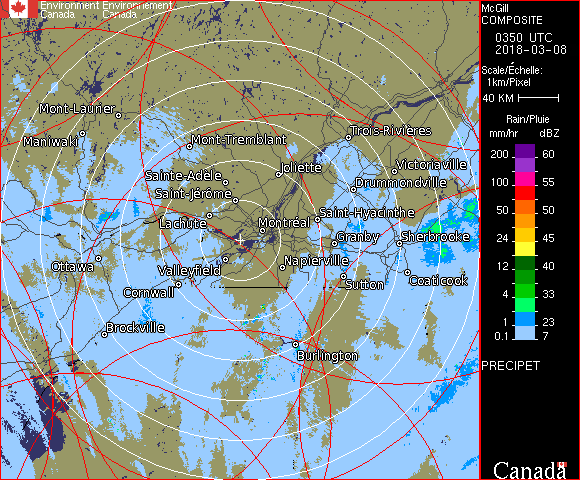 Environment Environnement
Canada Canada
McGill
COMPOSITE
0350 UTC
2018-03-08
Scale/Échelle:
1km/Pixel
40 KM
Rain/Pluie
mm/hr dBZ
200 60
100 55
50 50
24 45
12 40
4 33
1 23
0.1 7
PRECIPET
Canada
Mont-Laurier
Maniwaki
Mont-Tremblant
Trois-Rivières
Sainte-Adèle
Joliette
Victoriaville
Saint-Jérôme
Drummondville
Lachute
Montréal
Saint-Hyacinthe
Granby
Sherbrooke
Ottawa
Valleyfield
Napierville
Cornwall
Sutton
Coaticook
Brockville
Burlington